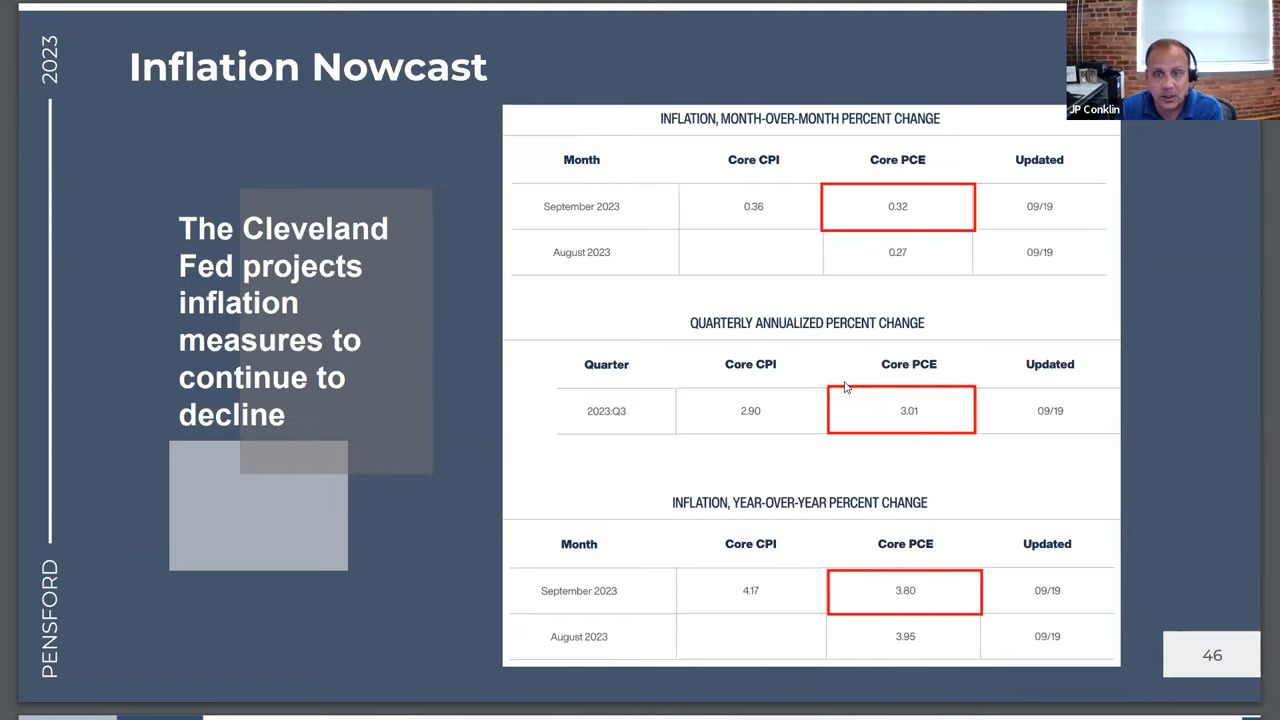 2023
Inflation Nowcast
JP Conklin
The Cleveland
Fed projects
inflation
measures to
continue to
decline
INFLATION, MONTH-OVER-MONTH PERCENT CHANGE
Month Core CPI Core PCE Updated
September 2023 0.36 0.32 09/19
August 2023 0.27 09/19
QUARTERLY ANNUALIZED PERCENT CHANGE
Quarter Core CPI Core PCE Updated
2023:Q3 2.90 3.01 09/19
INFLATION, YEAR-OVER-YEAR PERCENT CHANGE
Month Core CPI Core PCE Updated
September 2023 4.17 3.80 09/19
August 2023 3.95 09/19
PENSFORD
46